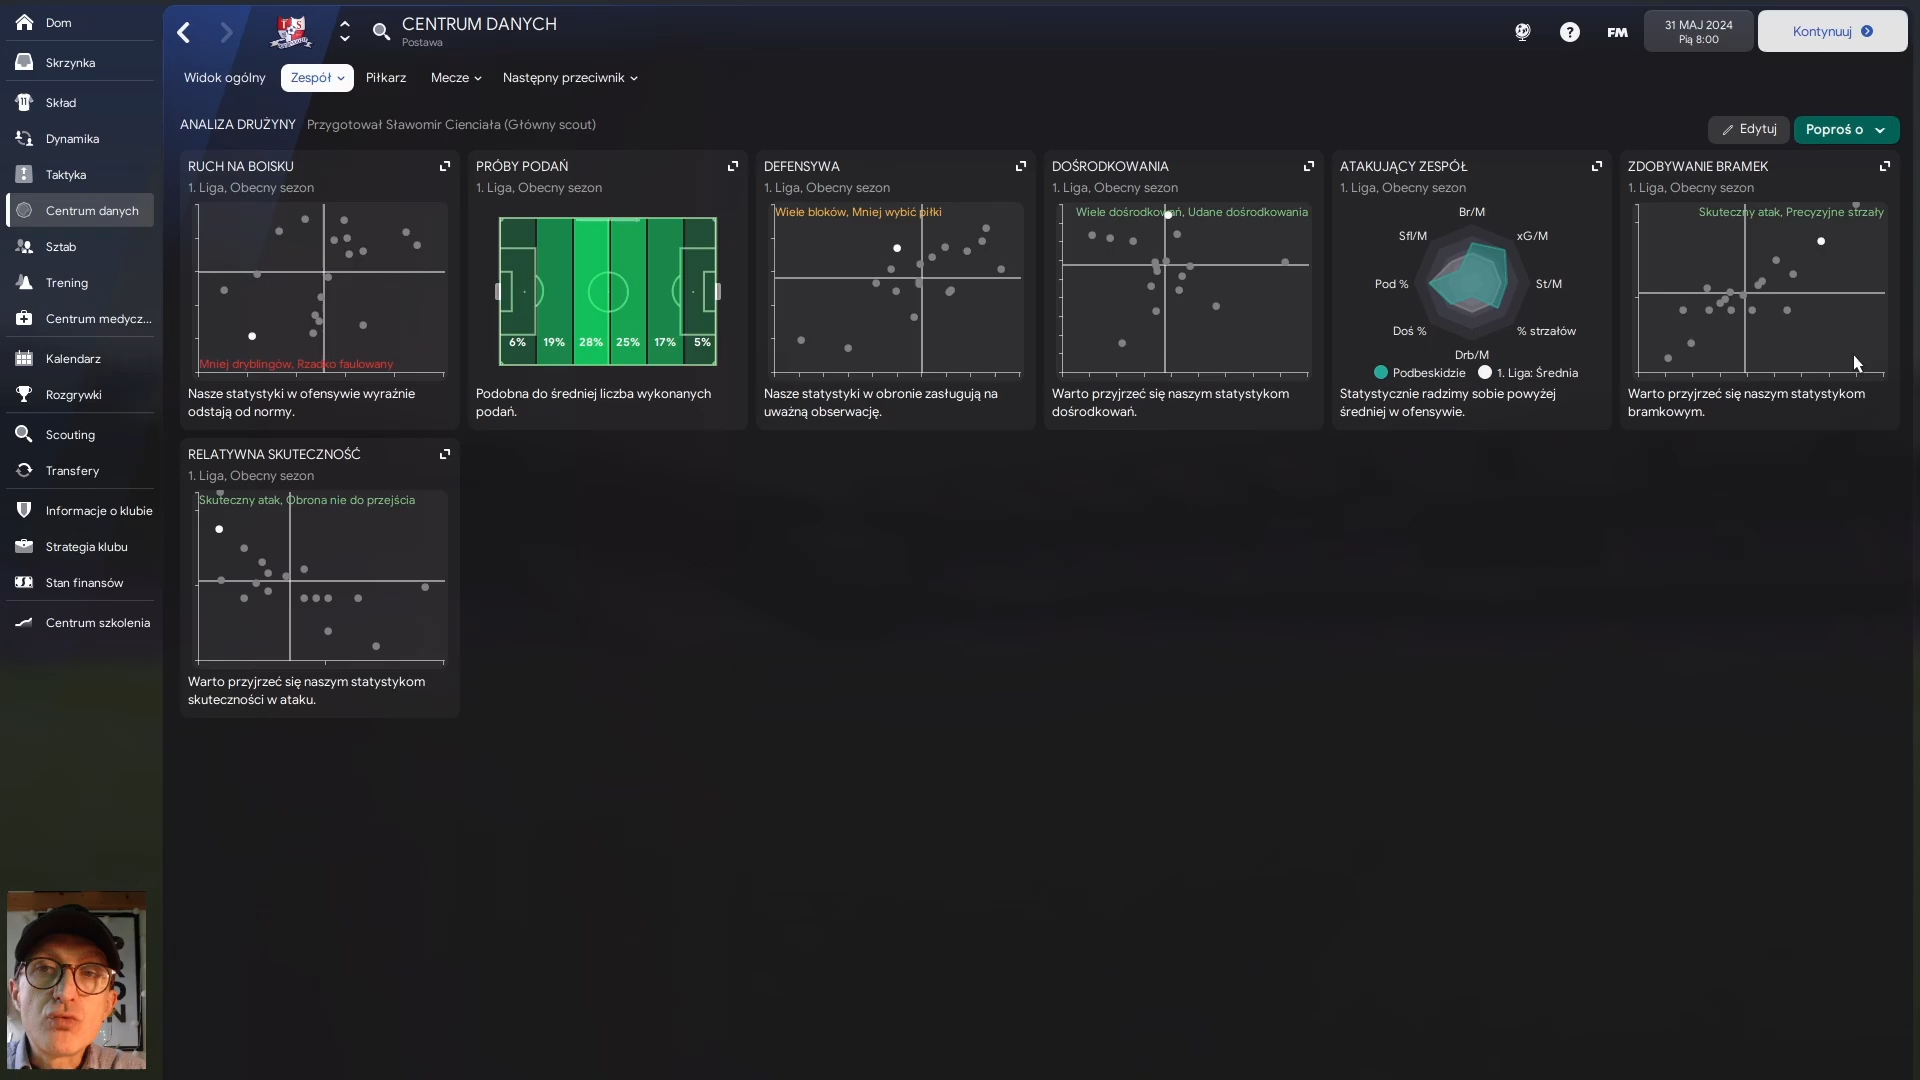 Dom
Skrzynka
Skład
Dynamika
Taktyka
Centrum danych
Sztab
Trening
Centrum medycz...
Kalendarz
Rozgrywki
Scouting
Transfery
Informacje o klubie
Strategia klubu
Stan finansów
Centrum szkolenia
CENTRUM DANYCH
Postawa
FM
31 MAJ 2024
Pią 8:00
Kontynuuj
Widok ogólny
Zespół
Piłkarz
Mecze
Następny przeciwnik
ANALIZA DRUŻYNY Przygotował Sławomir Cienciała (Główny scout)
Edytuj
Poproś o
RUCH NA BOISKU
1. Liga, Obecny sezon
Mniej dryblingów, Rzadko faulowany
Nasze statystyki w ofensywie wyraźnie
odstają od normy.
PRÓBY PODAŃ
1. Liga, Obecny sezon
6% 19% 28% 25% 17% 5%
Podobna do średniej liczba wykonanych
podań.
DEFENSYWA
1. Liga, Obecny sezon
Wiele bloków, Mniej wybić piłki
Nasze statystyki w obronie zasługują na
uważną obserwację.
DOŚRODKOWANIA
1. Liga, Obecny sezon
Wiele dośrodkowań, Udane dośrodkowania
Warto przyjrzeć się naszym statystykom
dośrodkowań.
ATAKUJĄCY ZESPÓŁ
1. Liga, Obecny sezon
Br/M
Sfl/M
xG/M
Pod %
St/M
Doś %
% strzałów
Drb/M
Podbeskidzie
1. Liga: Średnia
Statystycznie radzimy sobie powyżej
średniej w ofensywie.
ZDOBYWANIE BRAMEK
1. Liga, Obecny sezon
Skuteczny atak, Precyzyjne strzały
Warto przyjrzeć się naszym statystykom
bramkowym.
RELATYWNA SKUTECZNOŚĆ
1. Liga, Obecny sezon
Skuteczny atak, Obrona nie do przejścia
Warto przyjrzeć się naszym statystykom
skuteczności w ataku.